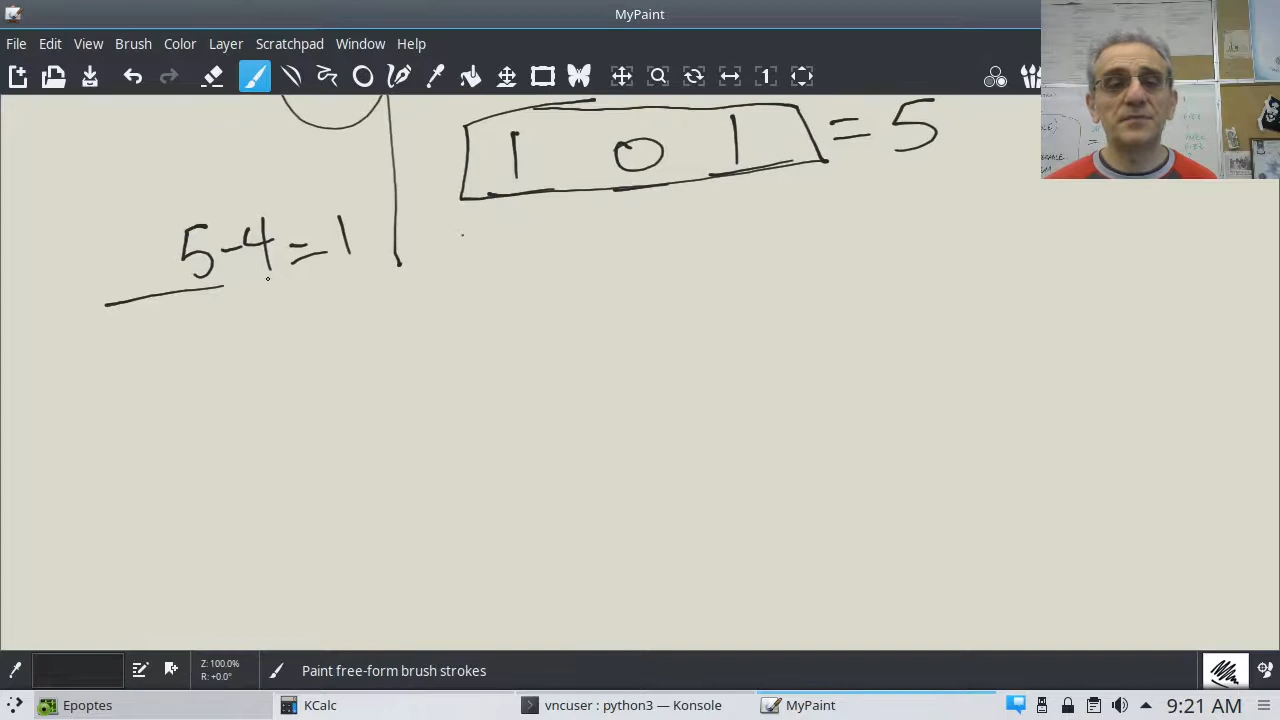 MyPaint
File Edit View Brush Color Layer Scratchpad Window Help
1 0 1 = 5
5-4=1
Z: 100.0%
R: +0.0°
Paint free-form brush strokes
Epoptes KCalc vncuser : python3 — Konsole MyPaint 9:21 AM